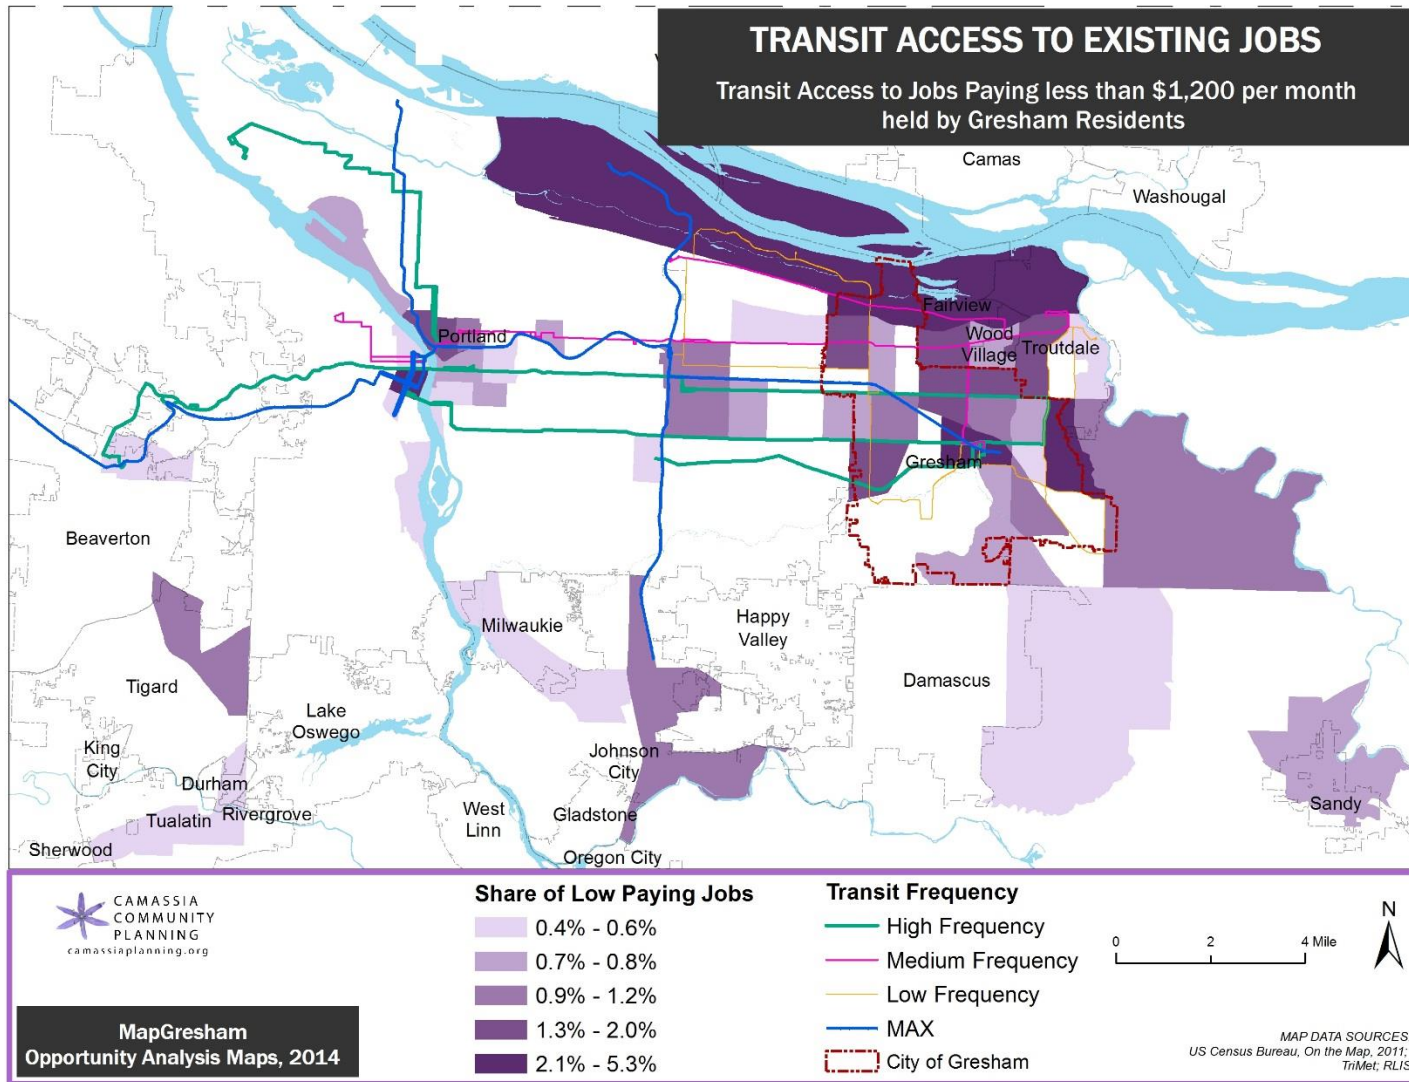 TRANSIT ACCESS TO EXISTING JOBS
Transit Access to Jobs Paying less than $1,200 per month
held by Gresham Residents
Camas
Washougal
Fairview
Portland
Wood
Village
Troutdale
Gresham
Beaverton
Milwaukie
Happy
Valley
Tigard
Damascus
Lake
Oswego
King
City
Johnson
City
Durham
Sandy
Tualatin
Rivergrove
West
Linn
Gladstone
Sherwood
Oregon City
CAMASSIA
COMMUNITY
PLANNING
camassiaplanning.org
MapGresham
Opportunity Analysis Maps, 2014
Share of Low Paying Jobs
0.4% - 0.6%
0.7% - 0.8%
0.9% - 1.2%
1.3% - 2.0%
2.1% - 5.3%
Transit Frequency
High Frequency
Medium Frequency
Low Frequency
MAX
City of Gresham
0 2 4 Mile
N
MAP DATA SOURCES
US Census Bureau, On the Map, 2011;
TriMet; RLIS